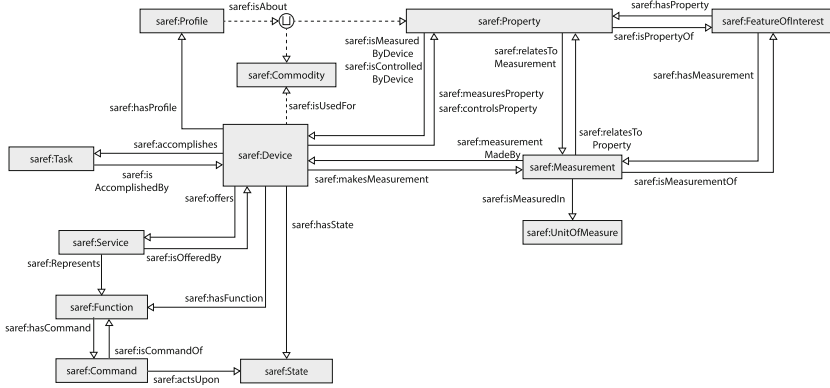 saref:isAbout
saref:hasProperty
saref:Profile
saref:Property
saref:FeatureOfInterest
saref:isPropertyOf
saref:isMeasured
ByDevice
saref:isControlled
ByDevice
saref:relatesTo
Measurement
saref:Commodity
saref:hasMeasurement
saref:hasProfile
saref:isUsedFor
saref:measuresProperty
saref:controlsProperty
saref:accomplishes
saref:Task
saref:is
AccomplishedBy
saref:Device
saref:measurement
MadeBy
saref:relatesTo
Property
saref:Measurement
saref:makesMeasurement
saref:isMeasurementOf
saref:offers
saref:isMeasuredIn
saref:hasState
saref:UnitOfMeasure
saref:Service
saref:isOfferedBy
saref:Represents
saref:hasFunction
saref:Function
saref:hasCommand
saref:isCommandOf
saref:Command
saref:actsUpon
saref:State